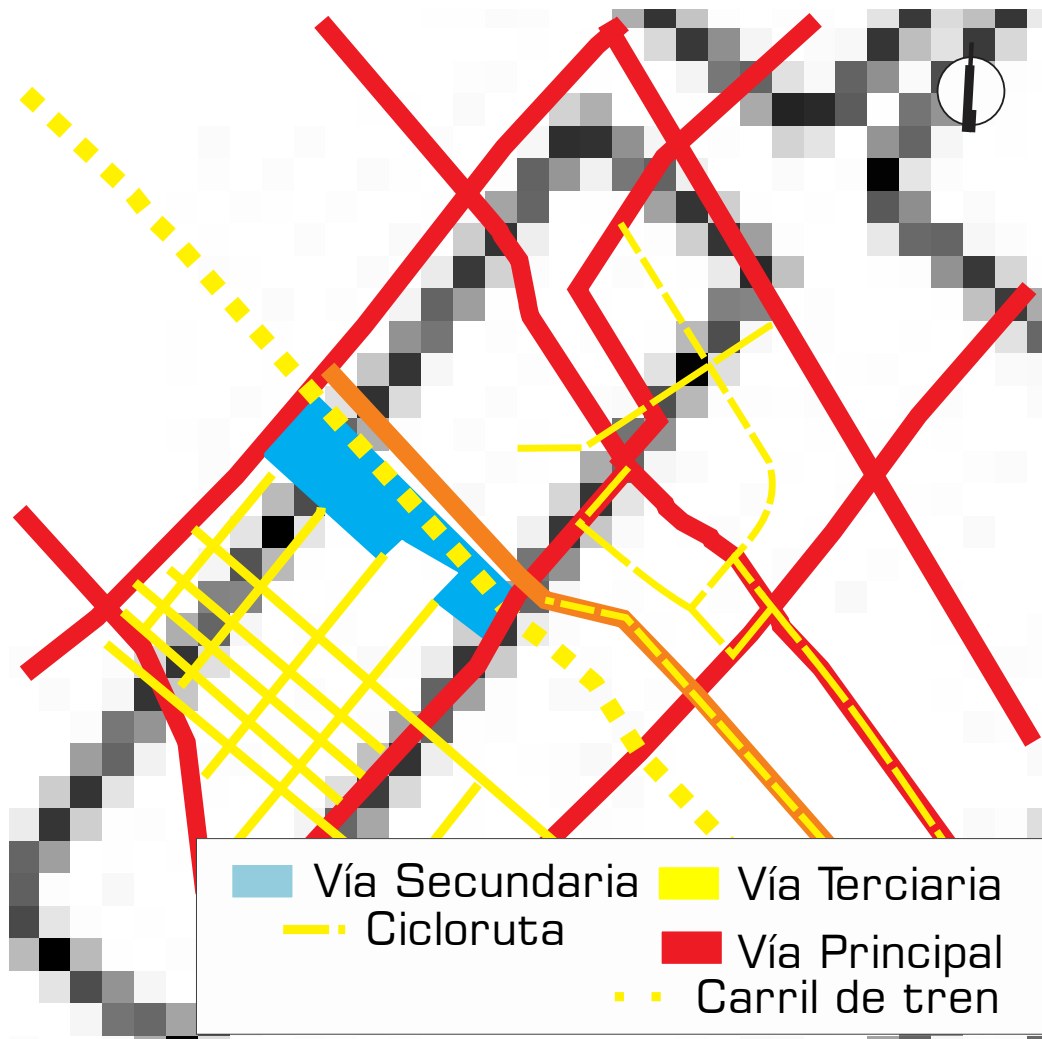 Vía Secundaria
Vía Terciaria
Cicloruta
Vía Principal
Carril de tren